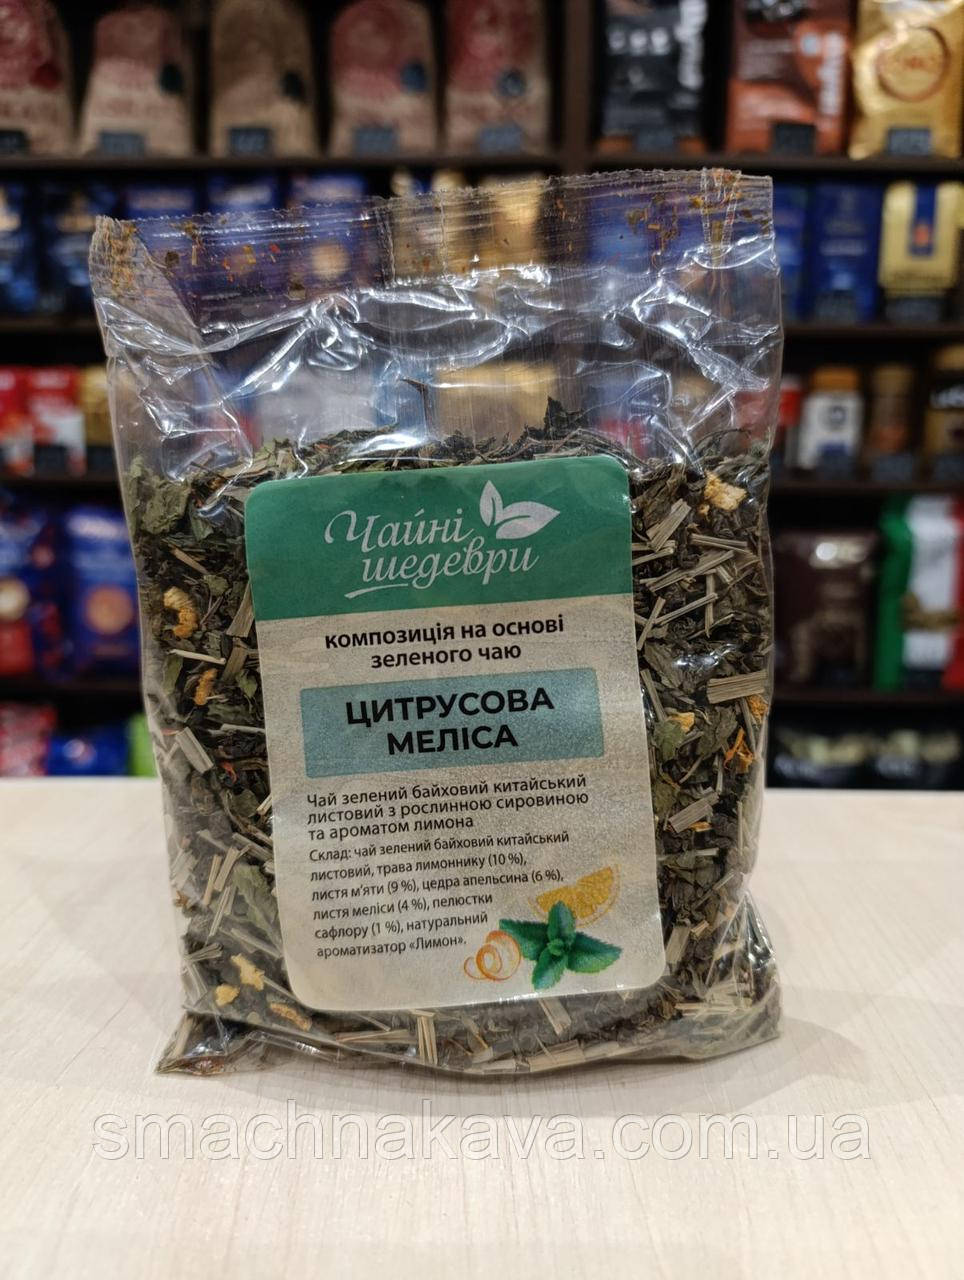 Чайні
шедеври
композиція на основі
зеленого чаю
ЦИТРУСОВА
МЕЛІСА
Чай зелений байховий китайський
листовий з рослинною сировиною
та ароматом лимона
Склад: чай зелений байховий китайський
листовий, трава лимоннику (10 %),
листя м'яти (9 %), цедра апельсина (6 %),
листя меліси (4 %), пелюстки
сафлору (1 %), натуральний
ароматизатор «Лимон».
smachnakava.com.ua